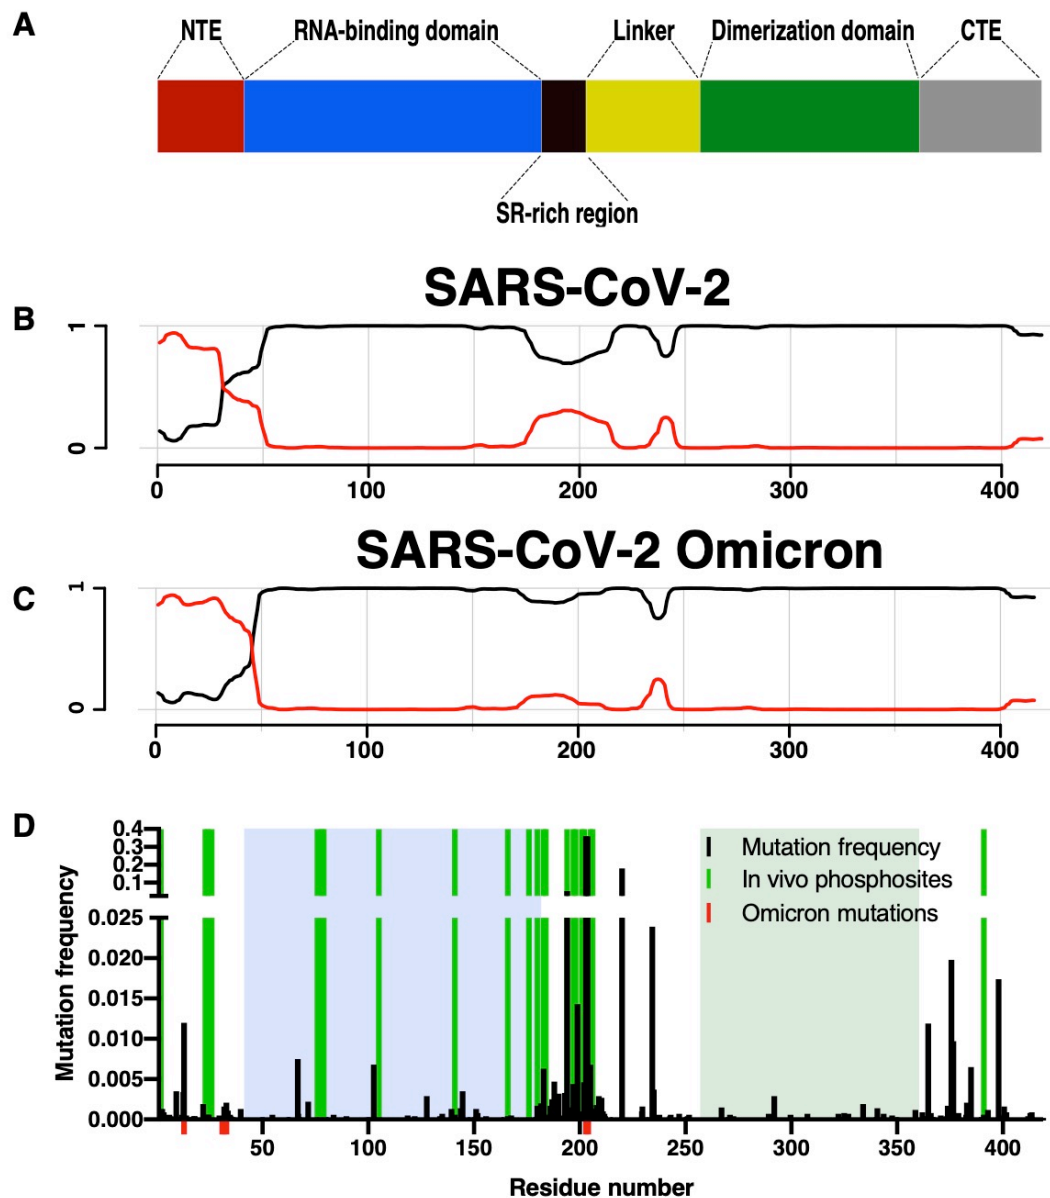 A
NTE RNA-binding domain Linker Dimerization domain CTE
SR-rich region
SARS-CoV-2
B
1
0
0 100 200 300 400
SARS-CoV-2 Omicron
C
1
0
0 100 200 300 400
D
Mutation frequency
0.4
0.3
0.2
0.1
0.025
0.020
0.015
0.010
0.005
0.000
Mutation frequency
In vivo phosphosites
Omicron mutations
50 100 150 200 250 300 350 400
Residue number